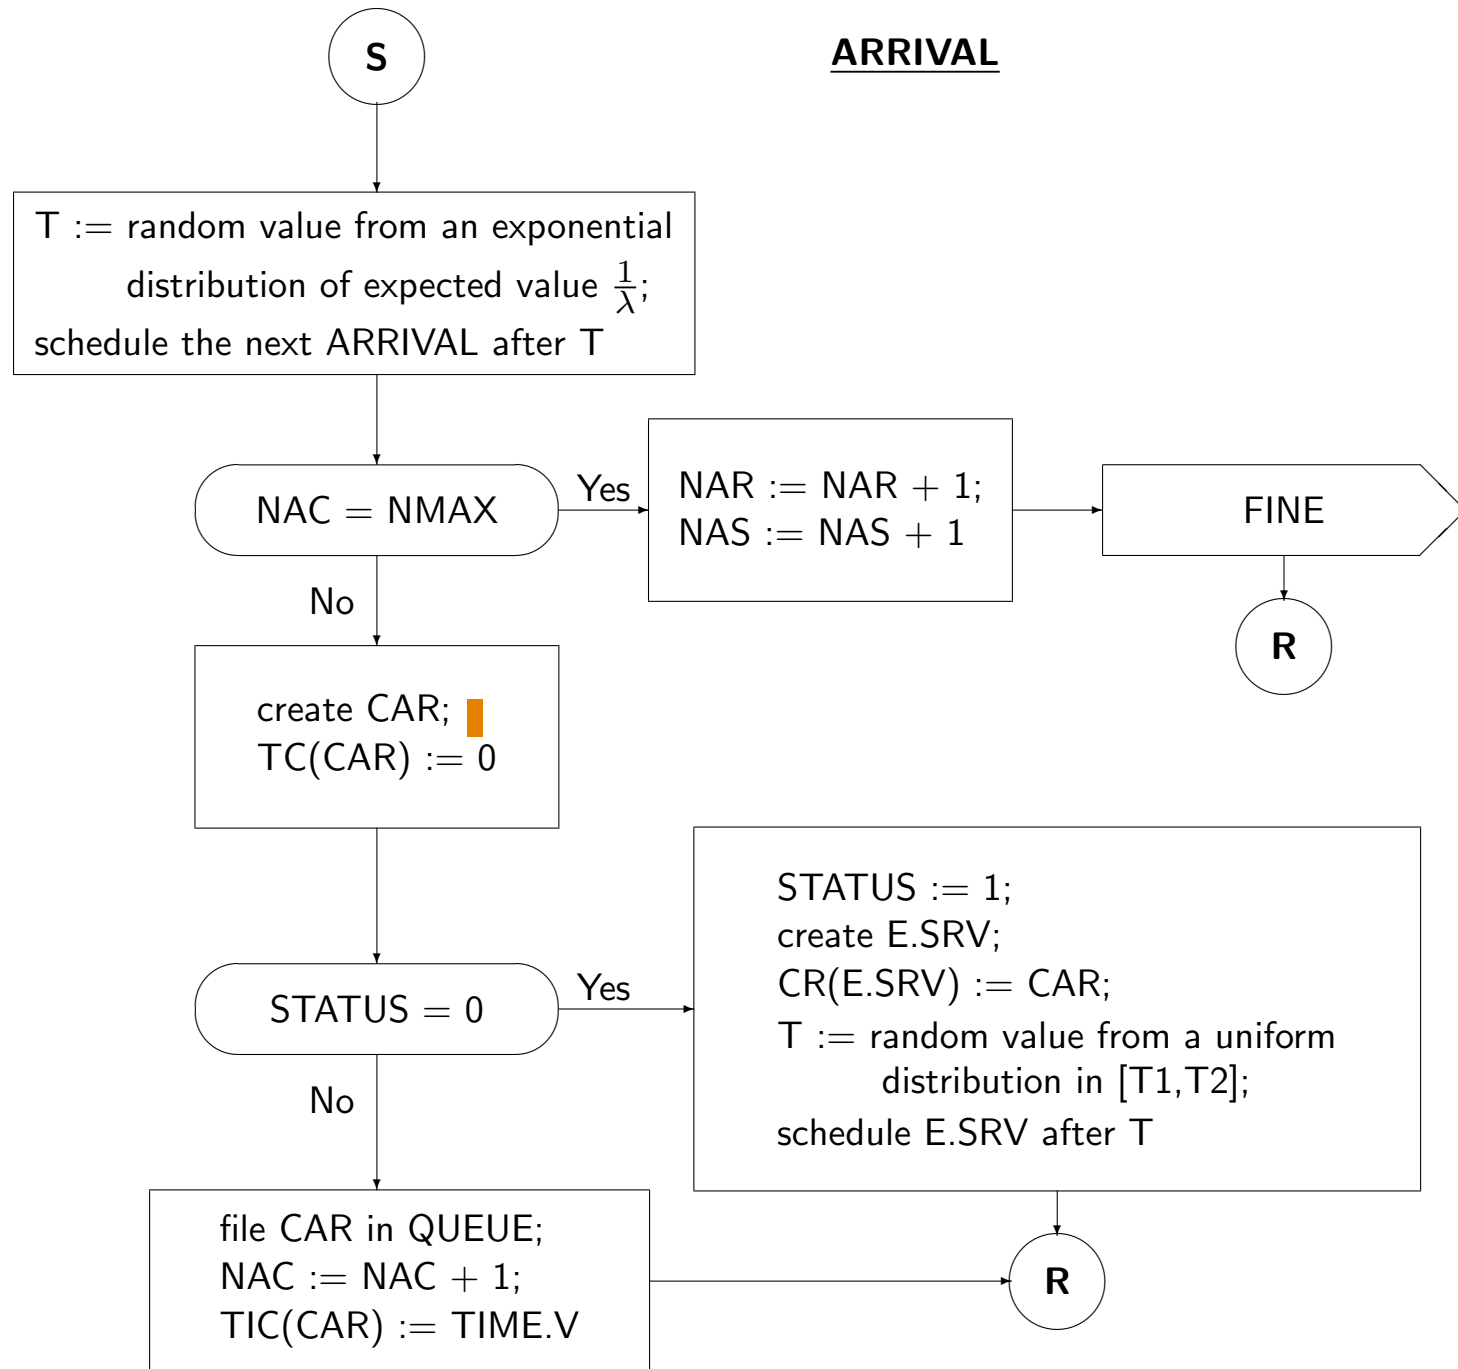 S
ARRIVAL
T := random value from an exponential
distribution of expected value 1/λ;
schedule the next ARRIVAL after T
NAC = NMAX
Yes
NAR := NAR + 1;
NAS := NAS + 1
FINE
R
No
create CAR;
TC(CAR) := 0
STATUS = 0
Yes
STATUS := 1;
create E.SRV;
CR(E.SRV) := CAR;
T := random value from a uniform
distribution in [T1,T2];
schedule E.SRV after T
No
file CAR in QUEUE;
NAC := NAC + 1;
TIC(CAR) := TIME.V
R